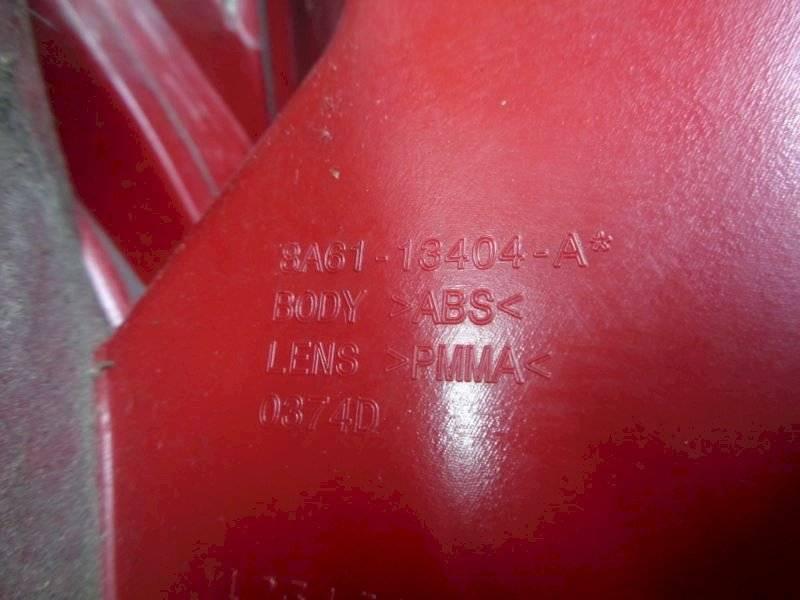 8A61-13404-A*
BODY >ABS<
LENS >PMMA<
0374D